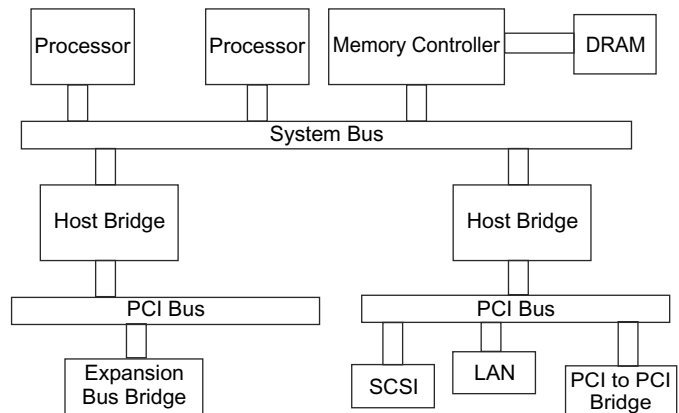 Processor
Processor
Memory Controller
DRAM
System Bus
Host Bridge
Host Bridge
PCI Bus
PCI Bus
Expansion
Bus Bridge
SCSI
LAN
PCI to PCI
Bridge